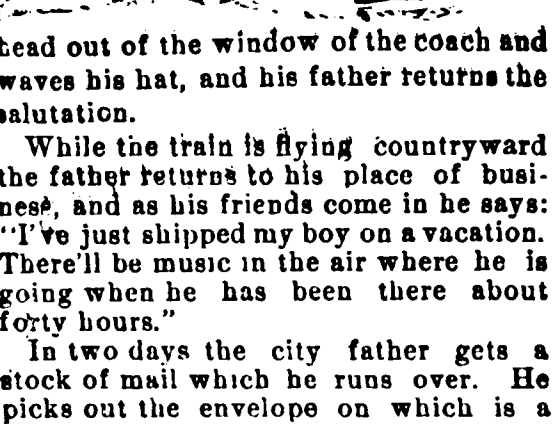 head out of the window of the coach and
waves his hat, and his father returns the
salutation.
While the train is flying countryward
the father returns to his place of busi-
ness, and as his friends come in he says:
"I've just shipped my boy on a vacation.
There'll be music in the air where he is
going when he has been there about
forty hours."
In two days the city father gets a
stock of mail which he runs over. He
picks out the envelope on which is a